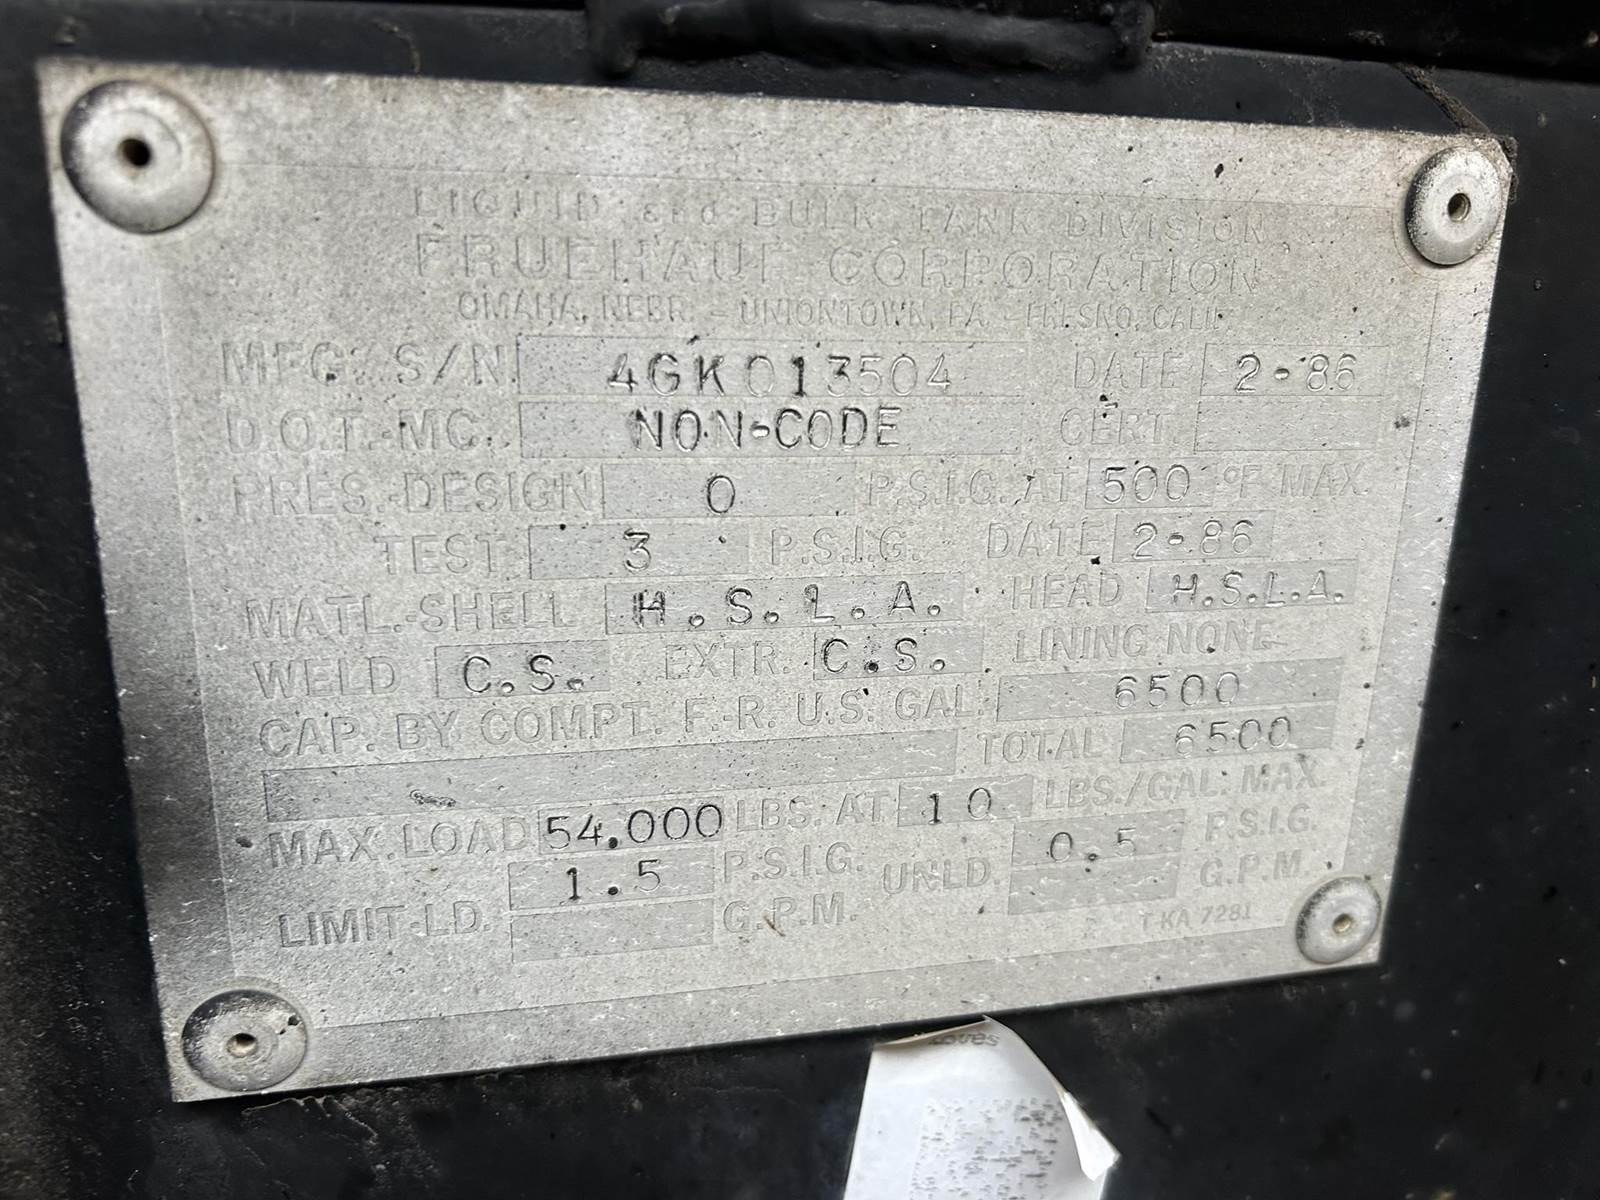 LIQUID and BULK TANK DIVISION
FRUEHAUF CORPORATION
OMAHA, NEBR. - UNIONTOWN, PA. - FRESNO, CALIF.
MFG. S/N 4GK013504 DATE 2-86
D.O.T.-MC. NON-CODE CERT.
PRES.-DESIGN 0 P.S.I.G. AT 500 °F MAX.
TEST 3 P.S.I.G. DATE 2-86
MATL.-SHELL H.S.L.A. HEAD H.S.L.A.
WELD C.S. EXTR. C.S. LINING NONE
CAP. BY COMPT. F.-R. U.S. GAL. 6500
TOTAL 6500
MAX. LOAD 54.000 LBS. AT 10 LBS./GAL. MAX.
LIMIT-LD. 1.5 P.S.I.G. UNLD. 0.5 P.S.I.G.
G.P.M. G.P.M.
T-KA 7281